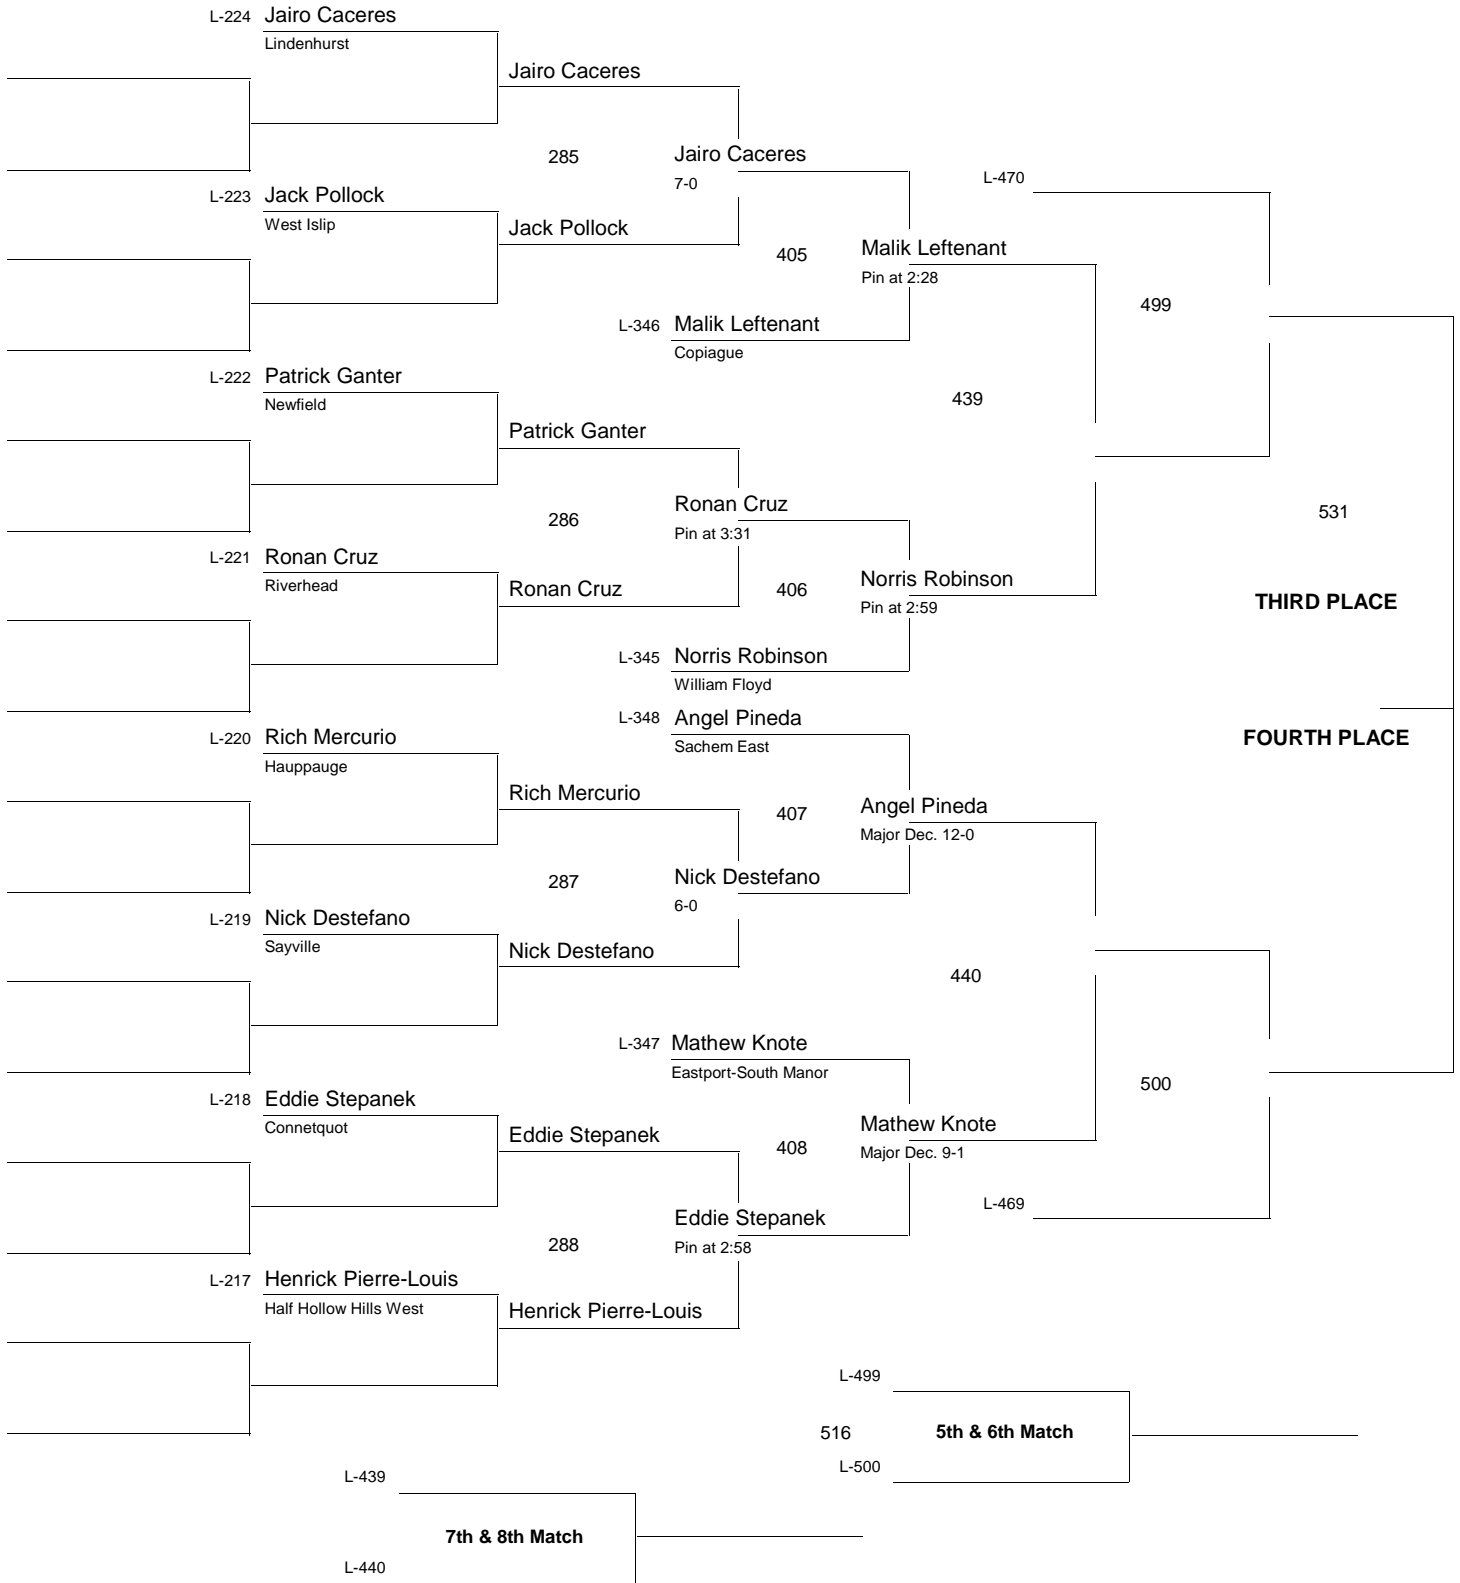 L-224 Jairo Caceres
Lindenhurst
Jairo Caceres
285
Jairo Caceres
7-0
L-470
L-223 Jack Pollock
West Islip
Jack Pollock
405
Malik Leftenant
Pin at 2:28
499
L-346 Malik Leftenant
Copiague
L-222 Patrick Ganter
Newfield
439
Patrick Ganter
286
Ronan Cruz
Pin at 3:31
531
L-221 Ronan Cruz
Riverhead
Ronan Cruz
406
Norris Robinson
Pin at 2:59
THIRD PLACE
L-345 Norris Robinson
William Floyd
L-348 Angel Pineda
Sachem East
L-220 Rich Mercurio
Hauppauge
FOURTH PLACE
Rich Mercurio
407
Angel Pineda
Major Dec. 12-0
287
Nick Destefano
6-0
L-219 Nick Destefano
Sayville
Nick Destefano
440
L-347 Mathew Knote
Eastport-South Manor
500
L-218 Eddie Stepanek
Connetquot
Eddie Stepanek
408
Mathew Knote
Major Dec. 9-1
L-469
Eddie Stepanek
Pin at 2:58
288
L-217 Henrick Pierre-Louis
Half Hollow Hills West
Henrick Pierre-Louis
L-499
516
5th & 6th Match
L-500
L-439
7th & 8th Match
L-440